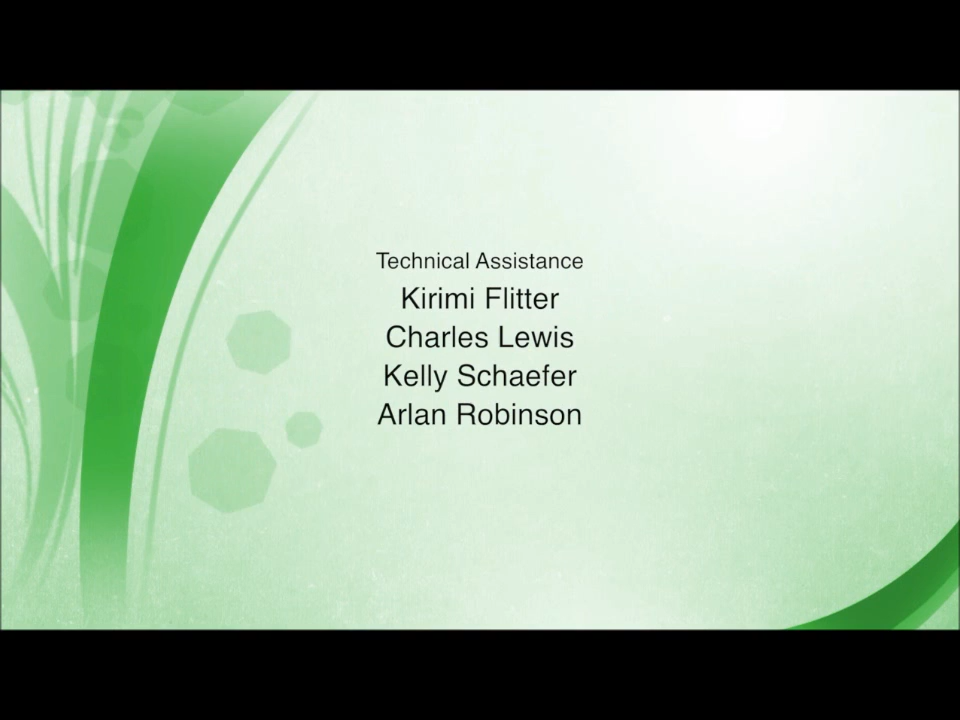 Technical Assistance
Kirimi Flitter
Charles Lewis
Kelly Schaefer
Arlan Robinson